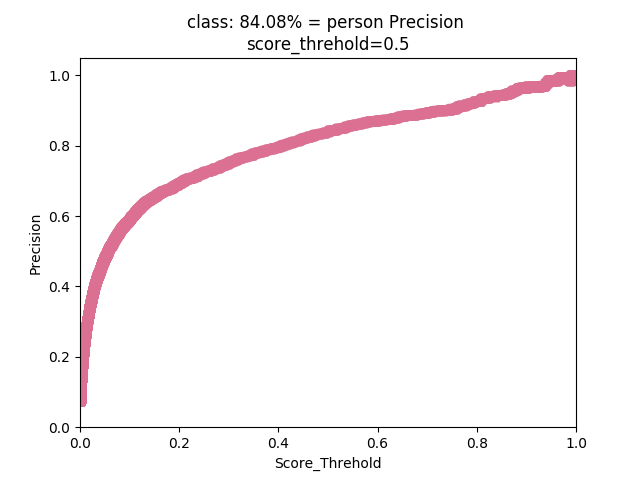 class: 84.08% = person Precision
score_threhold=0.5
Precision
1.0
0.8
0.6
0.4
0.2
0.0
0.0 0.2 0.4 0.6 0.8 1.0
Score_Threhold